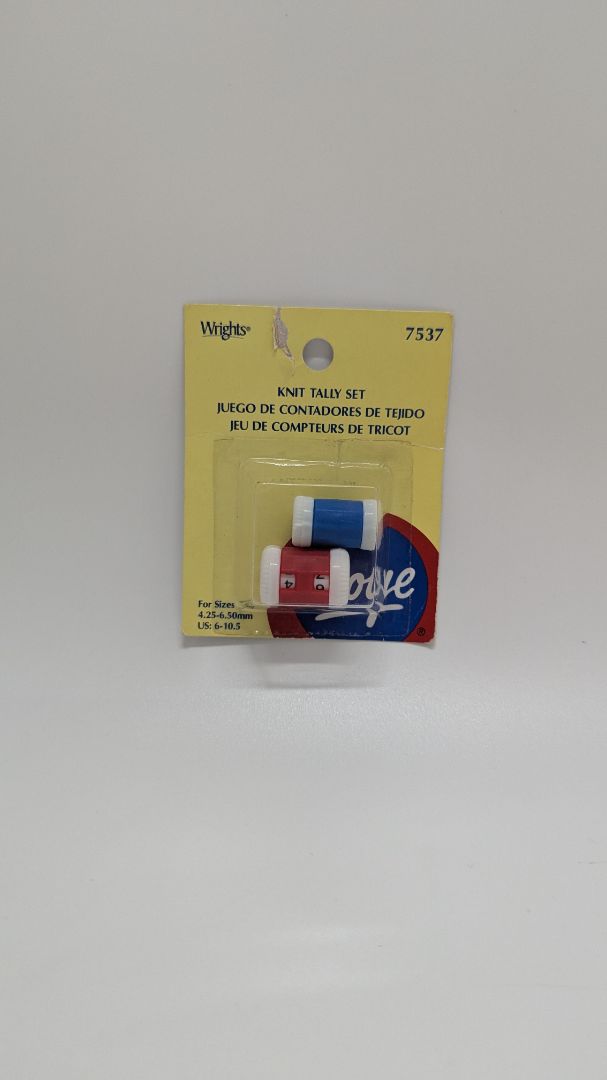 Wrights®
7537
KNIT TALLY SET
JUEGO DE CONTADORES DE TEJIDO
JEU DE COMPTEURS DE TRICOT
4
For Sizes
4.25-6.50mm
US: 6-10.5
®